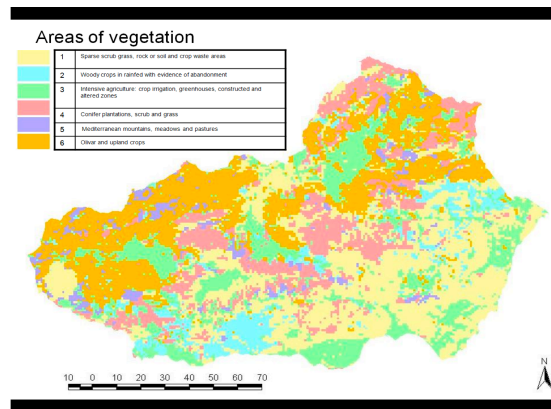 Areas of vegetation
1 Sparse scrub grass, rock or soil and crop waste areas
2 Woody crops in rainfed with evidence of abandonment
3 Intensive agriculture: crop irrigation, greenhouses, constructed and
altered zones
4 Conifer plantations, scrub and grass
5 Mediterranean mountains, meadows and pastures
6 Olivar and upland crops
10 0 10 20 30 40 50 60 70
N